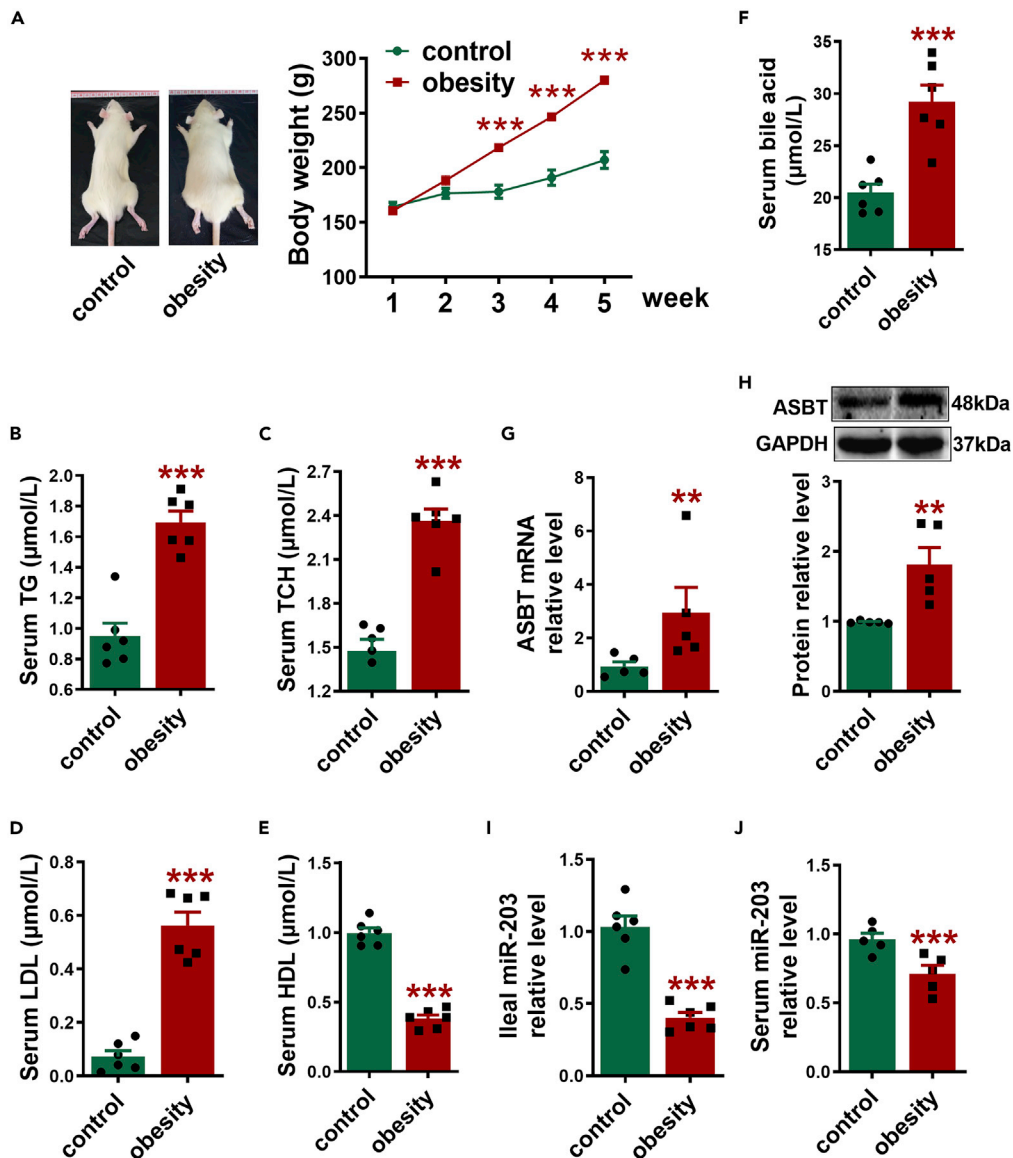 A
control
obesity
Body weight (g)
300
250
200
150
100
control
obesity
***
***
***
1 2 3 4 5 week
F
Serum bile acid
(μmol/L)
35
30
25
20
15
***
control
obesity
B
Serum TG (μmol/L)
2.0
1.8
1.6
1.4
1.2
1.0
0.8
0.6
***
control
obesity
C
Serum TCH (μmol/L)
2.7
2.4
2.1
1.8
1.5
1.2
***
control
obesity
G
ASBT mRNA
relative level
8
6
4
2
0
**
control
obesity
H
ASBT 48kDa
GAPDH 37kDa
Protein relative level
3
2
1
0
**
control
obesity
D
Serum LDL (μmol/L)
0.8
0.6
0.4
0.2
0.0
***
control
obesity
E
Serum HDL (μmol/L)
1.5
1.0
0.5
0.0
***
control
obesity
I
Ileal miR-203
relative level
1.5
1.0
0.5
0.0
***
control
obesity
J
Serum miR-203
relative level
1.5
1.0
0.5
0.0
***
control
obesity